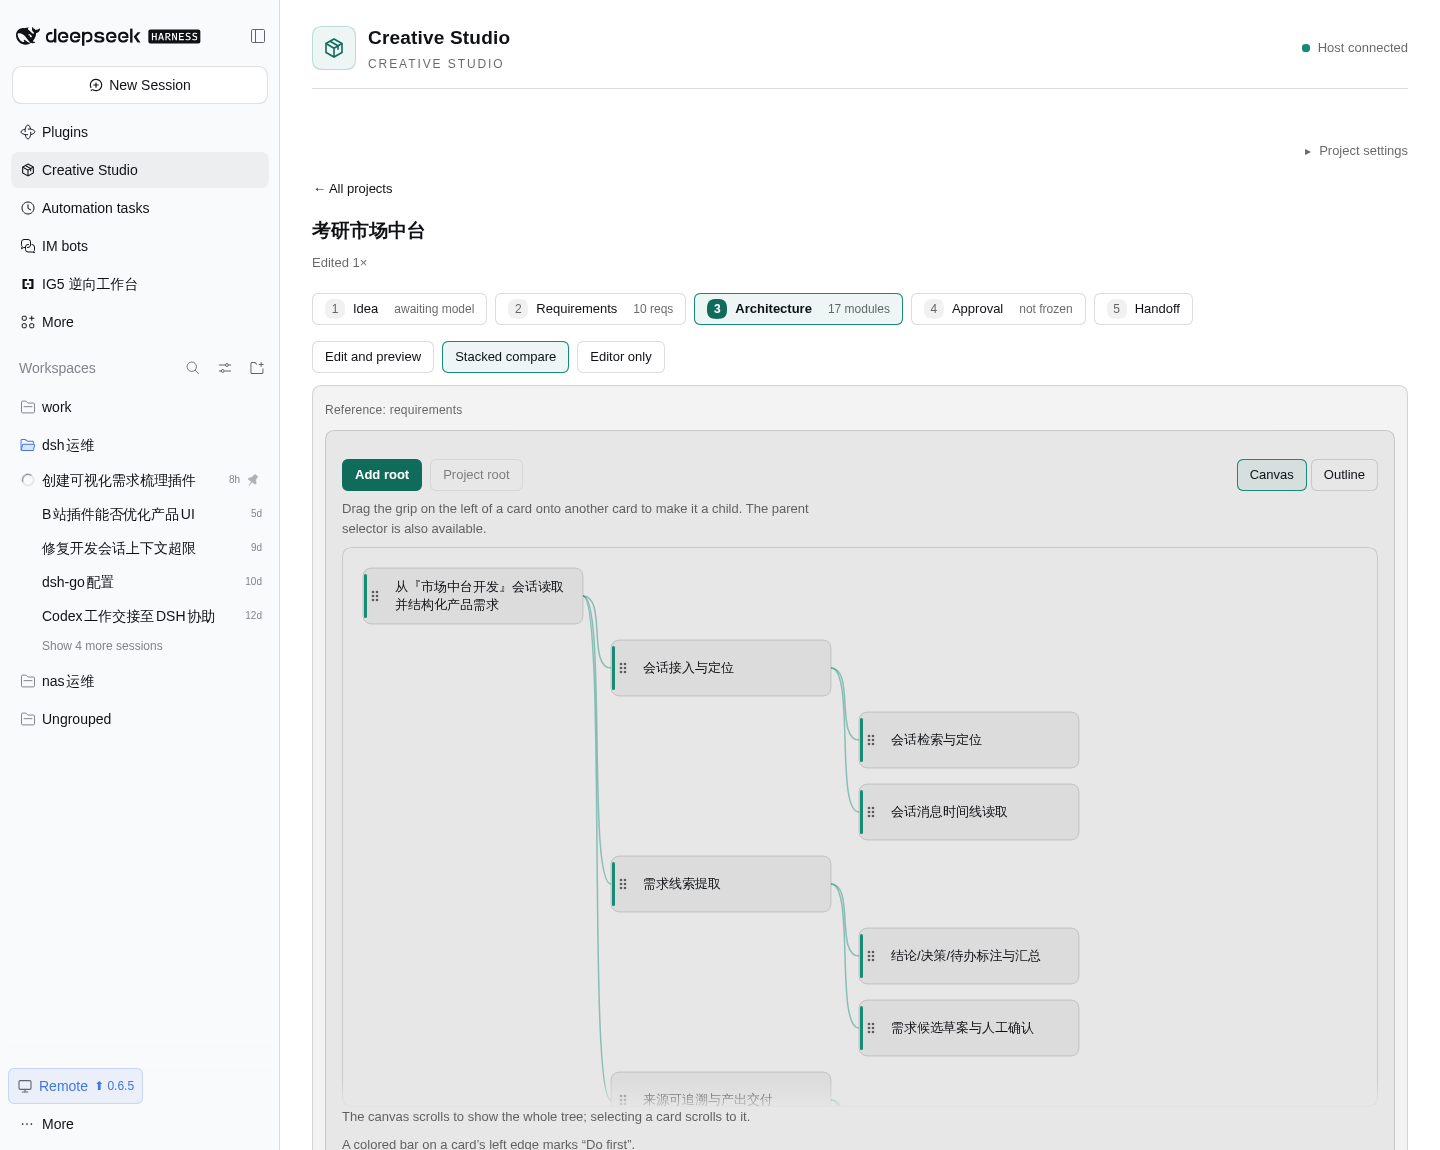 deepseek HARNESS
New Session
Plugins
Creative Studio
Automation tasks
IM bots
IG5 逆向工作台
More
Workspaces
work
dsh运维
创建可视化需求梳理插件 8h
B站插件能否优化产品UI 5d
修复开发会话上下文超限 9d
dsh-go配置 10d
Codex工作交接至DSH协助 12d
Show 4 more sessions
nas运维
Ungrouped
Remote ⬆ 0.6.5
··· More
Creative Studio
CREATIVE STUDIO
Host connected
▸ Project settings
← All projects
考研市场中台
Edited 1×
1 Idea awaiting model
2 Requirements 10 reqs
3 Architecture 17 modules
4 Approval not frozen
5 Handoff
Edit and preview
Stacked compare
Editor only
Reference: requirements
Add root
Project root
Canvas
Outline
Drag the grip on the left of a card onto another card to make it a child. The parent
selector is also available.
从『市场中台开发』会话读取
并结构化产品需求
会话接入与定位
会话检索与定位
会话消息时间线读取
需求线索提取
结论/决策/待办标注与汇总
需求候选草案与人工确认
来源可追溯与产出交付
The canvas scrolls to show the whole tree; selecting a card scrolls to it.
A colored bar on a card’s left edge marks “Do first”.